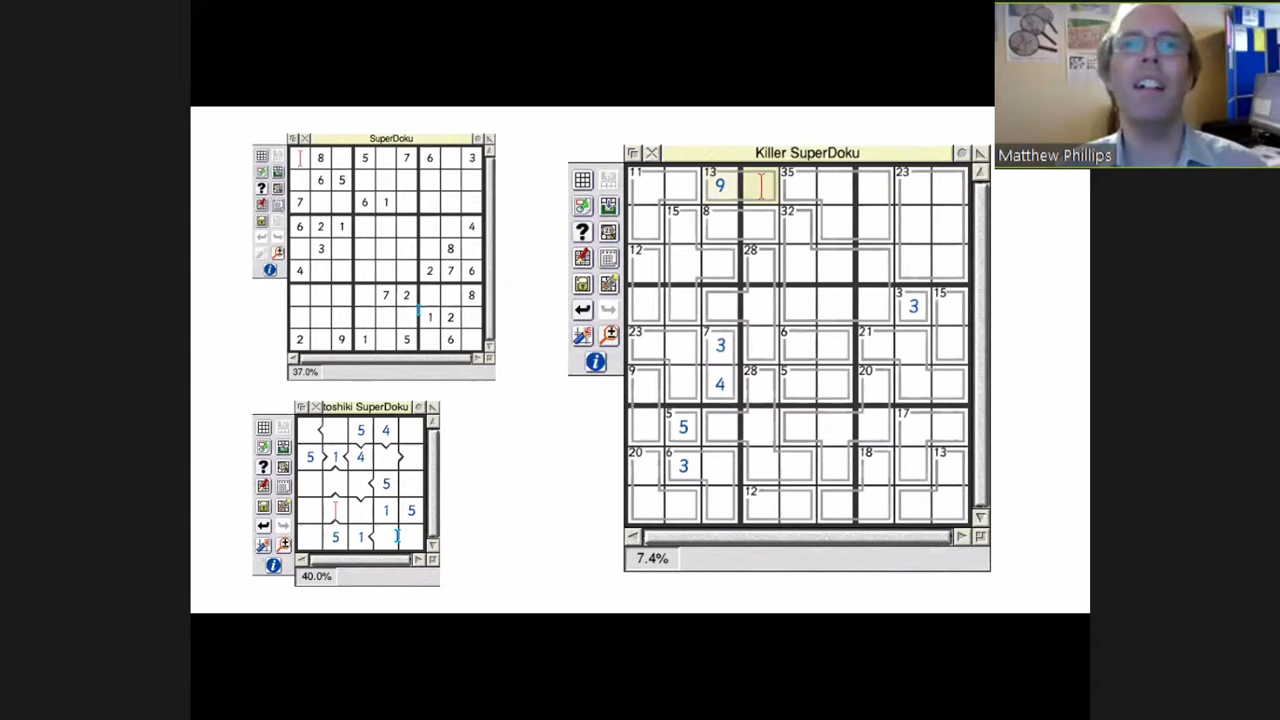 Matthew Phillips
SuperDoku
8 5 7 6 3
6 5
7 6 1
6 2 1 4
3 8
4 2 7 6
7 2 8
1 2
2 9 1 5 6
37.0%
toshiki SuperDoku
5 4
5 1 4
5
1 5
5 1
40.0%
Killer SuperDoku
11 13 35 23
9
15 8 32
12 28
3 15
3
23 7 6 21
3
9 28 5 20
4
5 17
5
20 6 18 13
3
12
7.4%